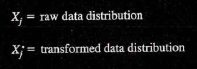 Xj = raw data distribution
Xj* = transformed data distribution